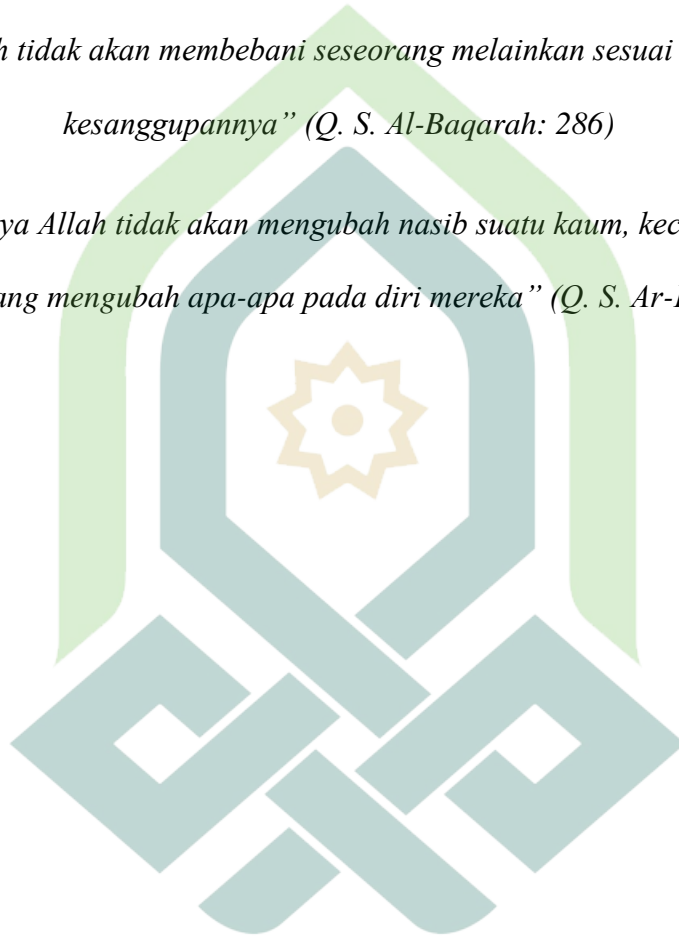 h tidak akan membebani seseorang melainkan sesuai
kesanggupannya” (Q. S. Al-Baqarah: 286)
ya Allah tidak akan mengubah nasib suatu kaum, kec
ang mengubah apa-apa pada diri mereka” (Q. S. Ar-